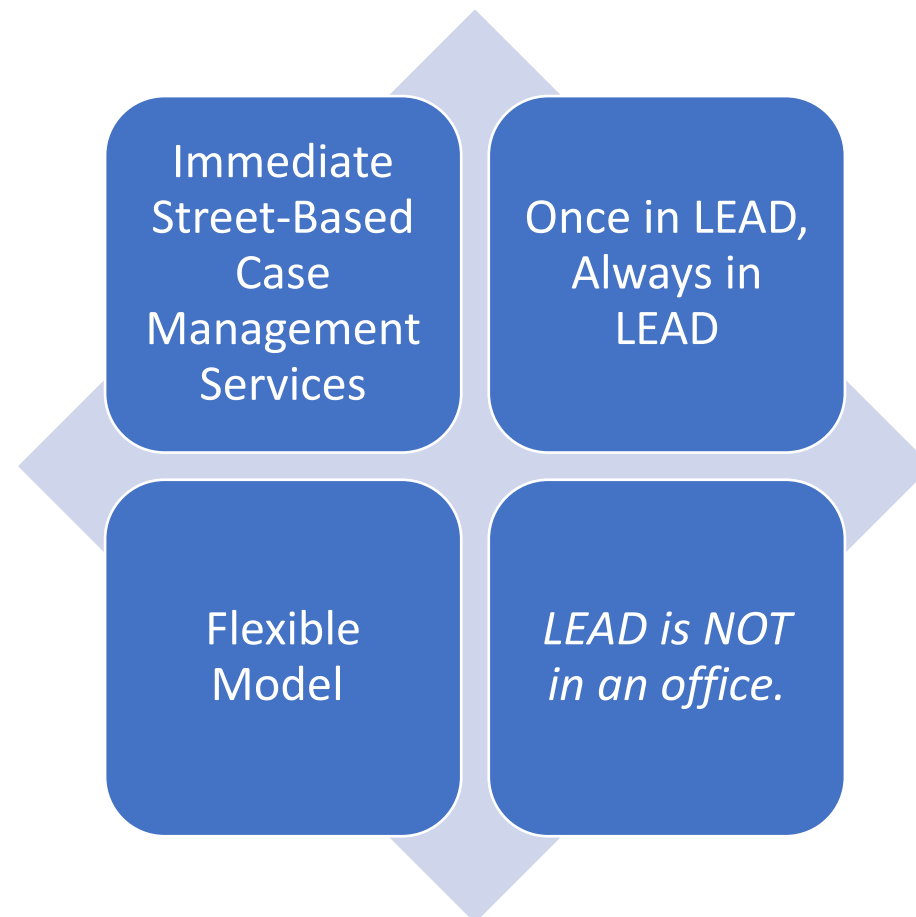 Immediate
Street-Based
Case
Management
Services
Once in LEAD,
Always in
LEAD
Flexible
Model
LEAD is NOT
in an office.